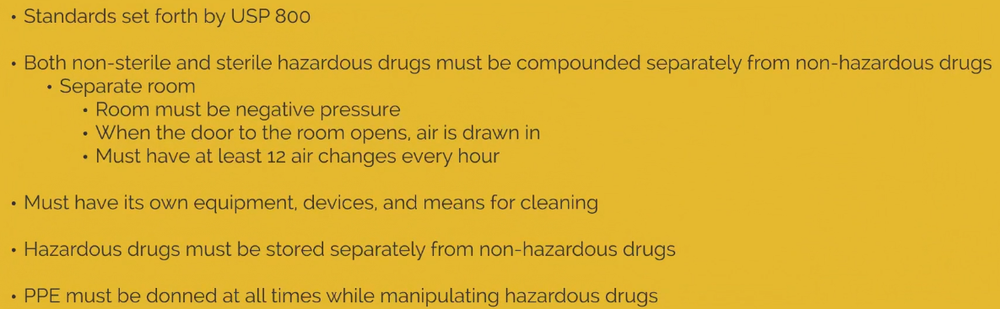 • Standards set forth by USP 800
• Both non-sterile and sterile hazardous drugs must be compounded separately from non-hazardous drugs
• Separate room
• Room must be negative pressure
• When the door to the room opens, air is drawn in
• Must have at least 12 air changes every hour
• Must have its own equipment, devices, and means for cleaning
• Hazardous drugs must be stored separately from non-hazardous drugs
• PPE must be donned at all times while manipulating hazardous drugs